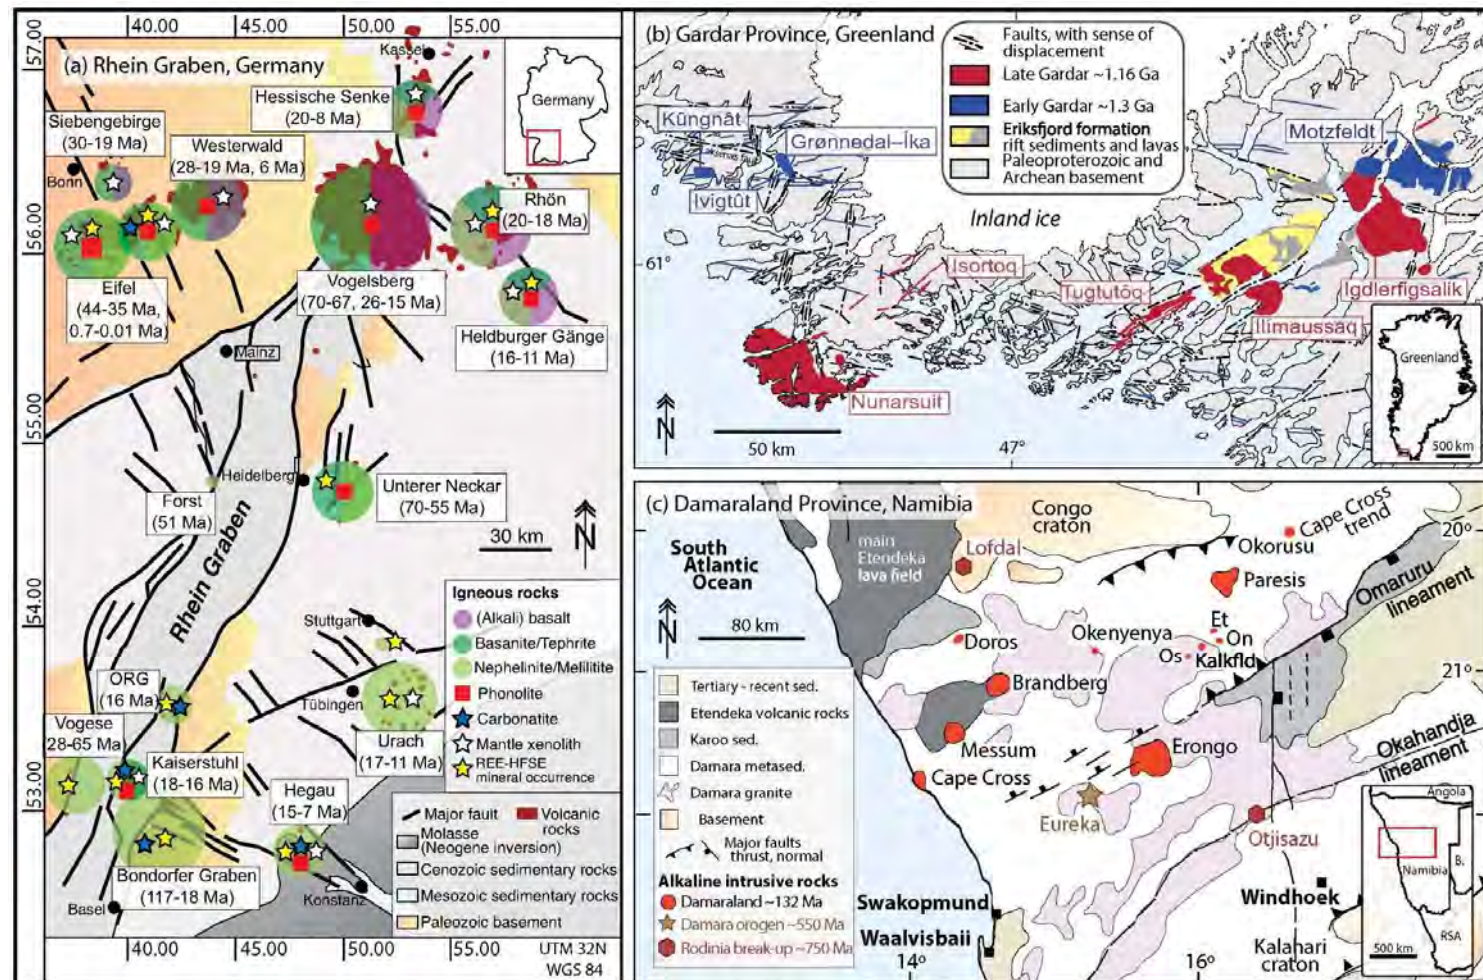 40.00 45.00 50.00 55.00
57.00
56.00
55.00
54.00
53.00
(a) Rhein Graben, Germany
Kassel
Germany
Hessische Senke
(20-8 Ma)
Siebengebirge
(30-19 Ma)
Westerwald
(28-19 Ma, 6 Ma)
Bonn
Rhön
(20-18 Ma)
Eifel
(44-35 Ma,
0.7-0.01 Ma)
Vogelsberg
(70-67, 26-15 Ma)
Heldburger Gänge
(16-11 Ma)
Mainz
Heidelberg
Forst
(51 Ma)
Unterer Neckar
(70-55 Ma)
Rhein Graben
30 km
N
Stuttgart
Tübingen
ORG
(16 Ma)
Vogese
28-65 Ma)
Kaiserstuhl
(18-16 Ma)
Urach
(17-11 Ma)
Hegau
(15-7 Ma)
Bondorfer Graben
(117-18 Ma)
Basel
Konstanz
Igneous rocks
(Alkali) basalt
Basanite/Tephrite
Nephelinite/Melilitite
Phonolite
Carbonatite
Mantle xenolith
REE-HFSE
mineral occurrence
Major fault
Volcanic
rocks
Molasse
(Neogene inversion)
Cenozoic sedimentary rocks
Mesozoic sedimentary rocks
Paleozoic basement
UTM 32N
WGS 84
40.00 45.00 50.00 55.00
(b) Gardar Province, Greenland
Faults, with sense of
displacement
Late Gardar ~1.16 Ga
Early Gardar ~1.3 Ga
Eriksfjord formation
rift sediments and lavas
Paleoproterozoic and
Archean basement
Kûngnât
Grønnedal–Íka
Ivigtût
Motzfeldt
Inland ice
61°
Isortoq
Tugtutôq
Igdlerfigsalik
Ilímaussaq
Nunarsuit
N
50 km
47°
Greenland
500 km
(c) Damaraland Province, Namibia
South
Atlantic
Ocean
main
Etendeka
lava field
Congo
craton
Lofdal
Cape Cross
trend
20°
Okorusu
Paresis
Omaruru
lineament
N
80 km
Doros
Okenyenya
Et
On
Os
Kalkfld
21°
Brandberg
Messum
Erongo
Cape Cross
Okahandja
lineament
Eureka
Otjisazu
Tertiary - recent sed.
Etendeka volcanic rocks
Karoo sed.
Damara metased.
Damara granite
Basement
Major faults
thrust, normal
Alkaline intrusive rocks
Damaraland ~132 Ma
Damara orogen ~550 Ma
Rodinia break-up ~750 Ma
Swakopmund
Waalvisbaii
Windhoek
Kalahari
craton
14°
16°
Angola
Namibia
B.
RSA
500 km